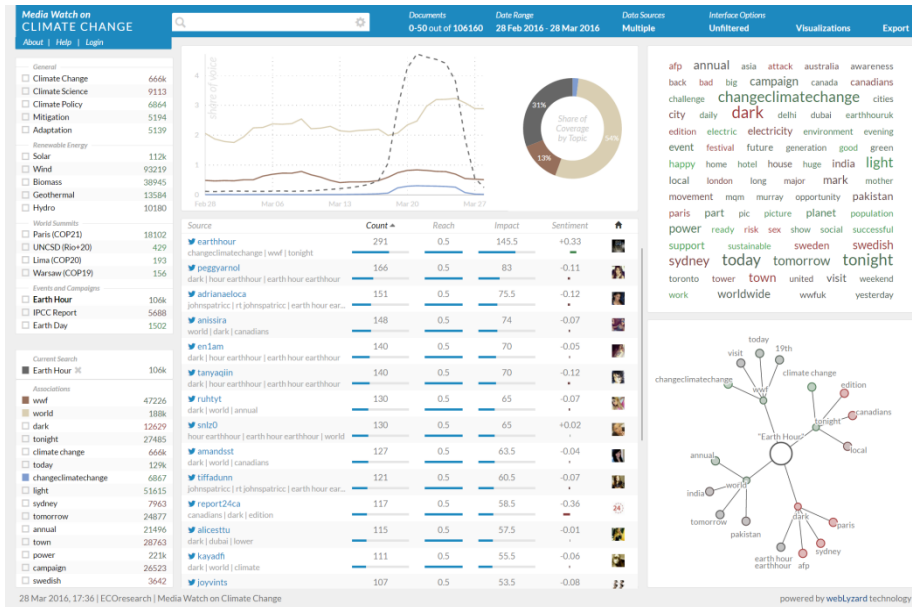 Media Watch on
CLIMATE CHANGE
About | Help | Login
Documents
0-50 out of 106160
Date Range
28 Feb 2016 - 28 Mar 2016
Data Sources
Multiple
Interface Options
Unfiltered
Visualizations
Export
General
Climate Change 666k
Climate Science 9113
Climate Policy 6864
Mitigation 5194
Adaptation 5139
Renewable Energy
Solar 112k
Wind 93219
Biomass 38945
Geothermal 13584
Hydro 10180
World Summits
Paris (COP21) 18102
UNCSD (Rio+20) 429
Lima (COP20) 193
Warsaw (COP19) 156
Events and Campaigns
Earth Hour 106k
IPCC Report 5688
Earth Day 1502
Current Search
Earth Hour 106k
Associations
wwf 47226
world 188k
dark 12629
tonight 27485
climate change 666k
today 129k
changeclimatechange 6867
light 51615
sydney 7963
tomorrow 24877
annual 21496
town 28763
power 221k
campaign 26523
swedish 3642
share of voice
4
3
2
1
0
Feb 28 Mar 06 Mar 13 Mar 20 Mar 27
Share of
Coverage
by Topic
31%
13%
54%
Source Count Reach Impact Sentiment
earthhour 291 0.5 145.5 +0.33
changeclimatechange | wwf | tonight
peggyarnol 166 0.5 83 -0.11
dark | hour earthhour | earth hour earthhour
adrianaeloca 151 0.5 75.5 -0.12
johnspatricc | rt johnspatricc | earth hour ear...
anissira 148 0.5 74 -0.07
world | dark | canadians
en1am 140 0.5 70 -0.05
dark | hour earthhour | earth hour earthhour
tanyaqiin 140 0.5 70 -0.12
dark | hour earthhour | earth hour earthhour
ruhtyt 130 0.5 65 -0.07
dark | world | annual
snlz0 130 0.5 65 +0.02
hour earthhour | earth hour earthhour | world
amandsst 127 0.5 63.5 -0.04
dark | world | canadians
tiffadunn 121 0.5 60.5 -0.07
johnspatricc | rt johnspatricc | earth hour ear...
report24ca 117 0.5 58.5 -0.36
canadians | dark | edition
alicesttu 115 0.5 57.5 -0.01
dark | dubai | lower
kayadfi 111 0.5 55.5 -0.06
dark | world | climate
joyvints 107 0.5 53.5 -0.08
afp annual asia attack australia awareness
back bad big campaign canada canadians
challenge changeclimatechange cities
city daily dark delhi dubai earthhouruk
edition electric electricity environment evening
event festival future generation good green
happy home hotel house huge india light
local london long major mark mother
movement mqm murray opportunity pakistan
paris part pic picture planet population
power ready risk sex show social successful
support sustainable sweden swedish
sydney today tomorrow tonight
toronto tower town united visit weekend
work worldwide wwfuk yesterday
today
visit
19th
changeclimatechange
wwf
climate change
edition
canadians
tonight
local
"Earth Hour"
annual
world
india
tomorrow
pakistan
dark
paris
sydney
earth hour
earthhour
afp
28 Mar 2016, 17:36 | ECOresearch | Media Watch on Climate Change
powered by webLyzard technology